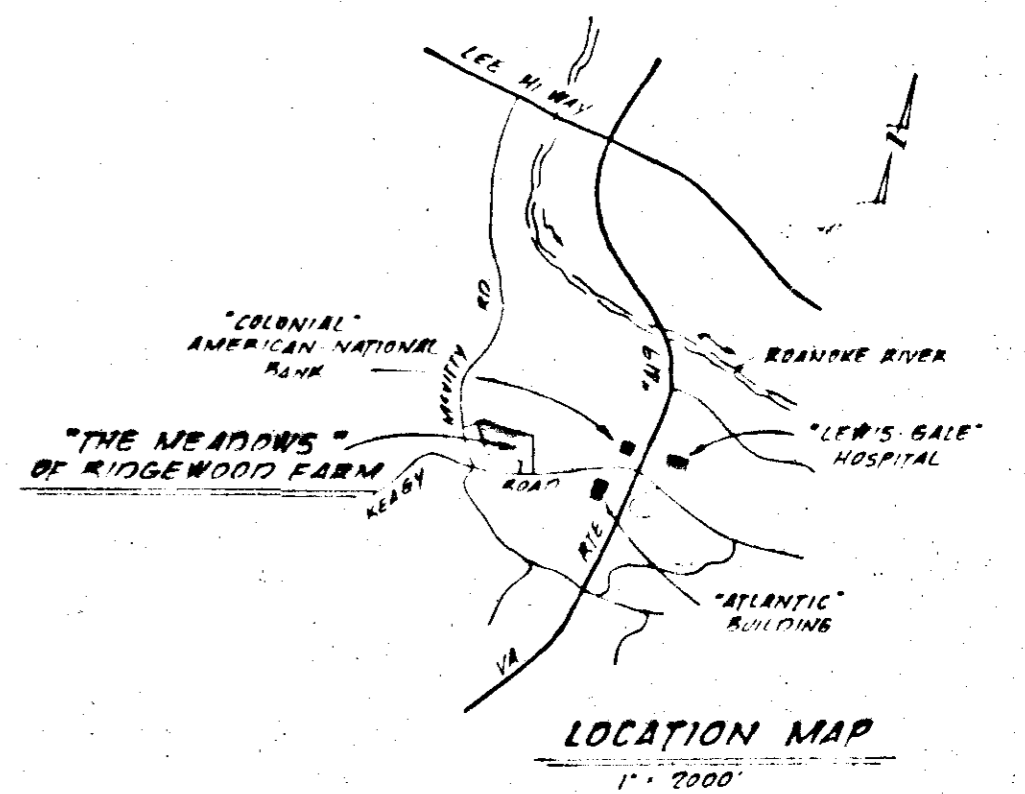 LEE HI WAY
N
"COLONIAL"
AMERICAN-NATIONAL
BANK
McVITTY RD
ROANOKE RIVER
"THE MEADOWS"
OF RIDGEWOOD FARM
KEAGY ROAD
"LEWIS-GALE"
HOSPITAL
VA RTE
"ATLANTIC"
BUILDING
LOCATION MAP
1" = 2000'